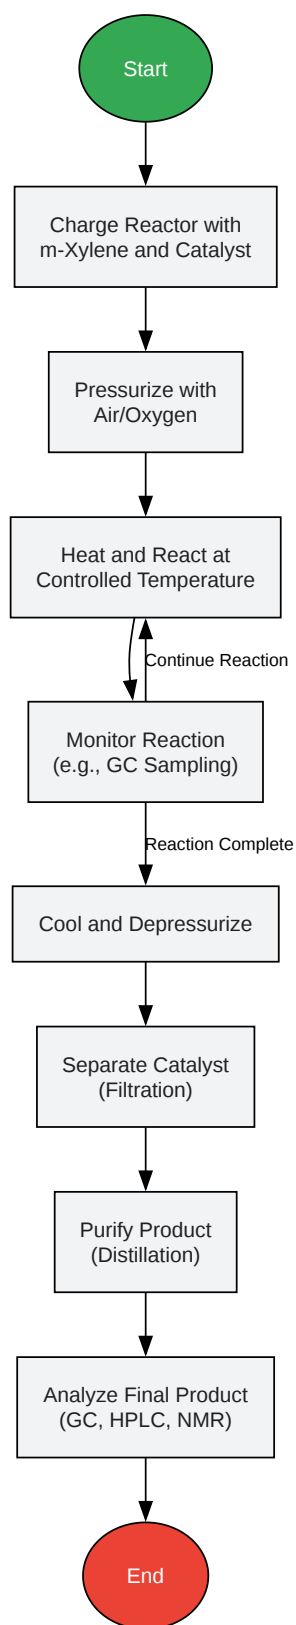 Start
Charge Reactor with
m-Xylene and Catalyst
Pressurize with
Air/Oxygen
Heat and React at
Controlled Temperature
Continue Reaction
Monitor Reaction
(e.g., GC Sampling)
Reaction Complete
Cool and Depressurize
Separate Catalyst
(Filtration)
Purify Product
(Distillation)
Analyze Final Product
(GC, HPLC, NMR)
End